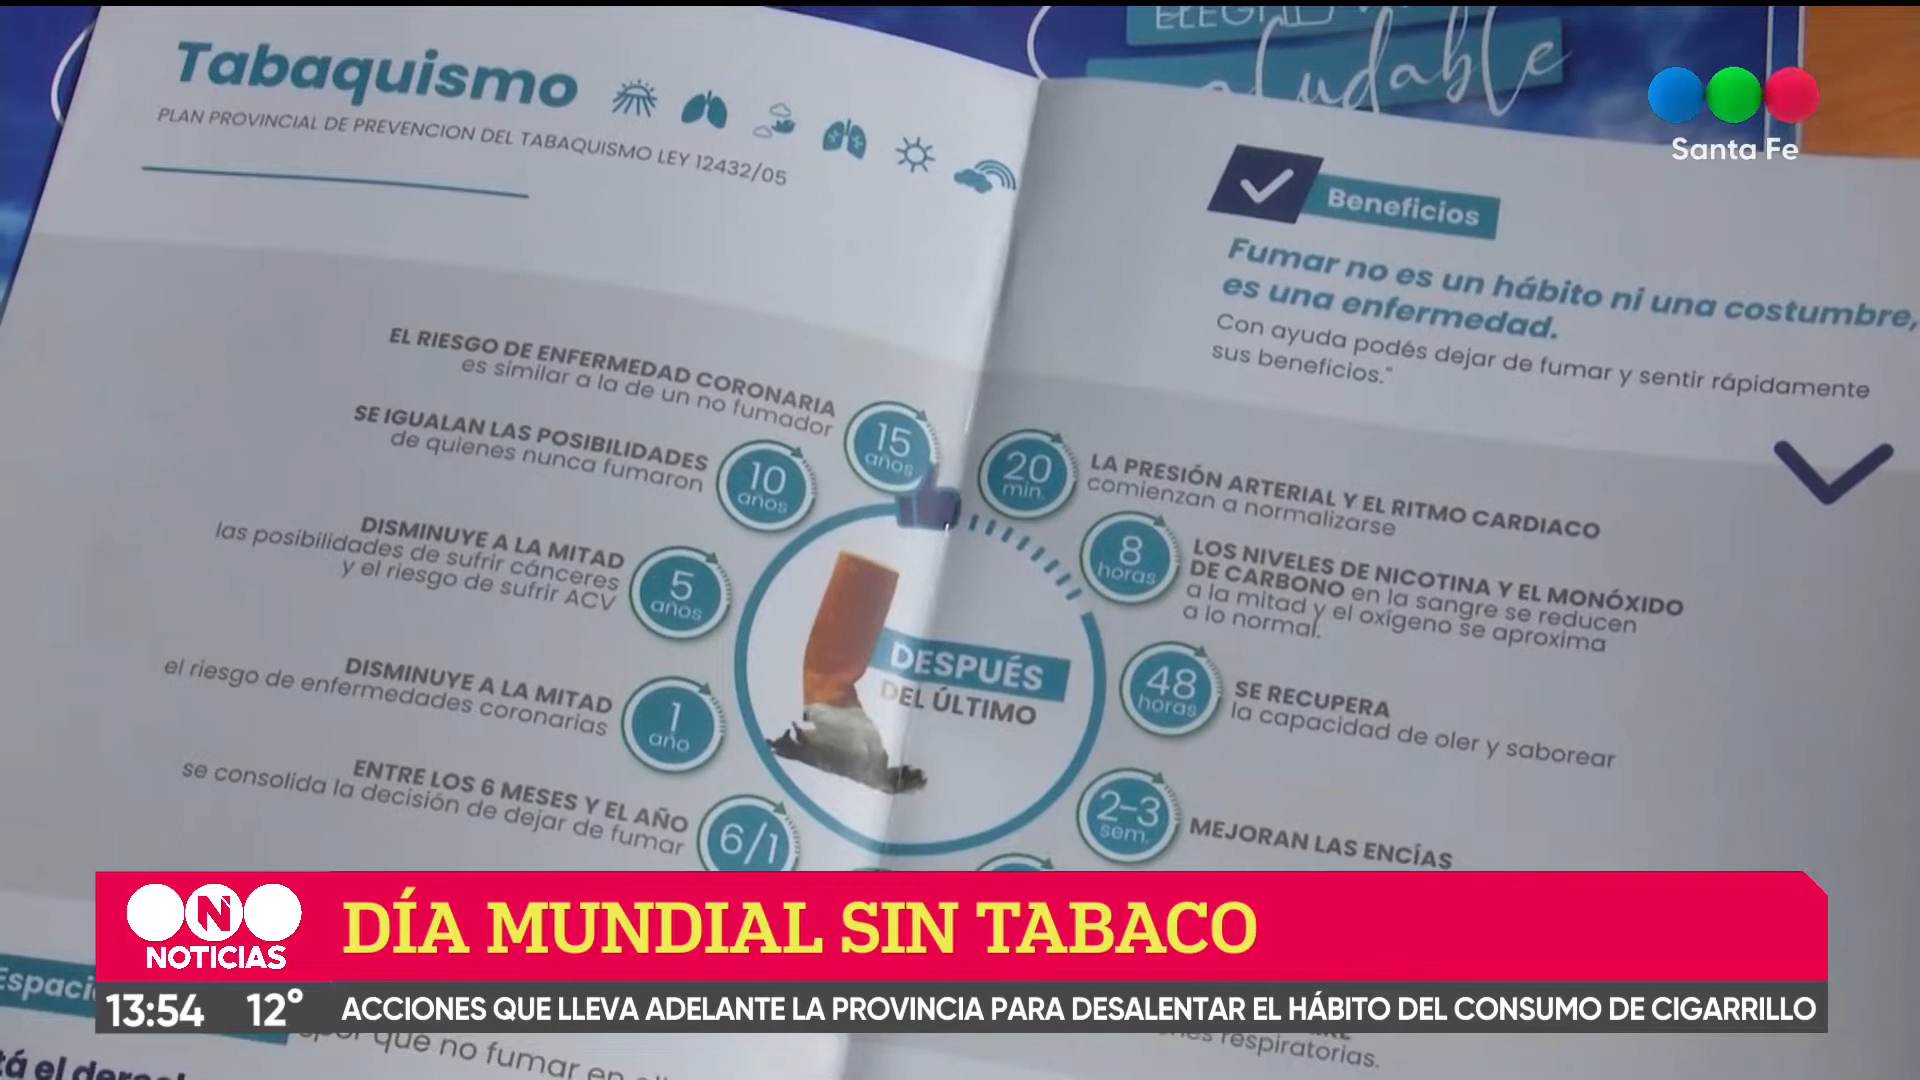 ELEGÍ
Saludable
Santa Fe
Tabaquismo
PLAN PROVINCIAL DE PREVENCION DEL TABAQUISMO LEY 12432/05
Beneficios
Fumar no es un hábito ni una costumbre,
es una enfermedad.
Con ayuda podés dejar de fumar y sentir rápidamente
sus beneficios."
EL RIESGO DE ENFERMEDAD CORONARIA
es similar a la de un no fumador
15
años
SE IGUALAN LAS POSIBILIDADES
de quienes nunca fumaron
10
años
DISMINUYE A LA MITAD
las posibilidades de sufrir cánceres
y el riesgo de sufrir ACV
5
años
DISMINUYE A LA MITAD
el riesgo de enfermedades coronarias
1
año
ENTRE LOS 6 MESES Y EL AÑO
se consolida la decisión de dejar de fumar
6/1
DESPUÉS
DEL ÚLTIMO
20
min.
LA PRESIÓN ARTERIAL Y EL RITMO CARDIACO
comienzan a normalizarse
8
horas
LOS NIVELES DE NICOTINA Y EL MONÓXIDO
DE CARBONO en la sangre se reducen
a la mitad y el oxígeno se aproxima
a lo normal.
48
horas
SE RECUPERA
la capacidad de oler y saborear
2-3
sem.
MEJORAN LAS ENCÍAS
N
NOTICIAS
DÍA MUNDIAL SIN TABACO
13:54 12°
ACCIONES QUE LLEVA ADELANTE LA PROVINCIA PARA DESALENTAR EL HÁBITO DEL CONSUMO DE CIGARRILLO
por que no fumar en
respiratorias.